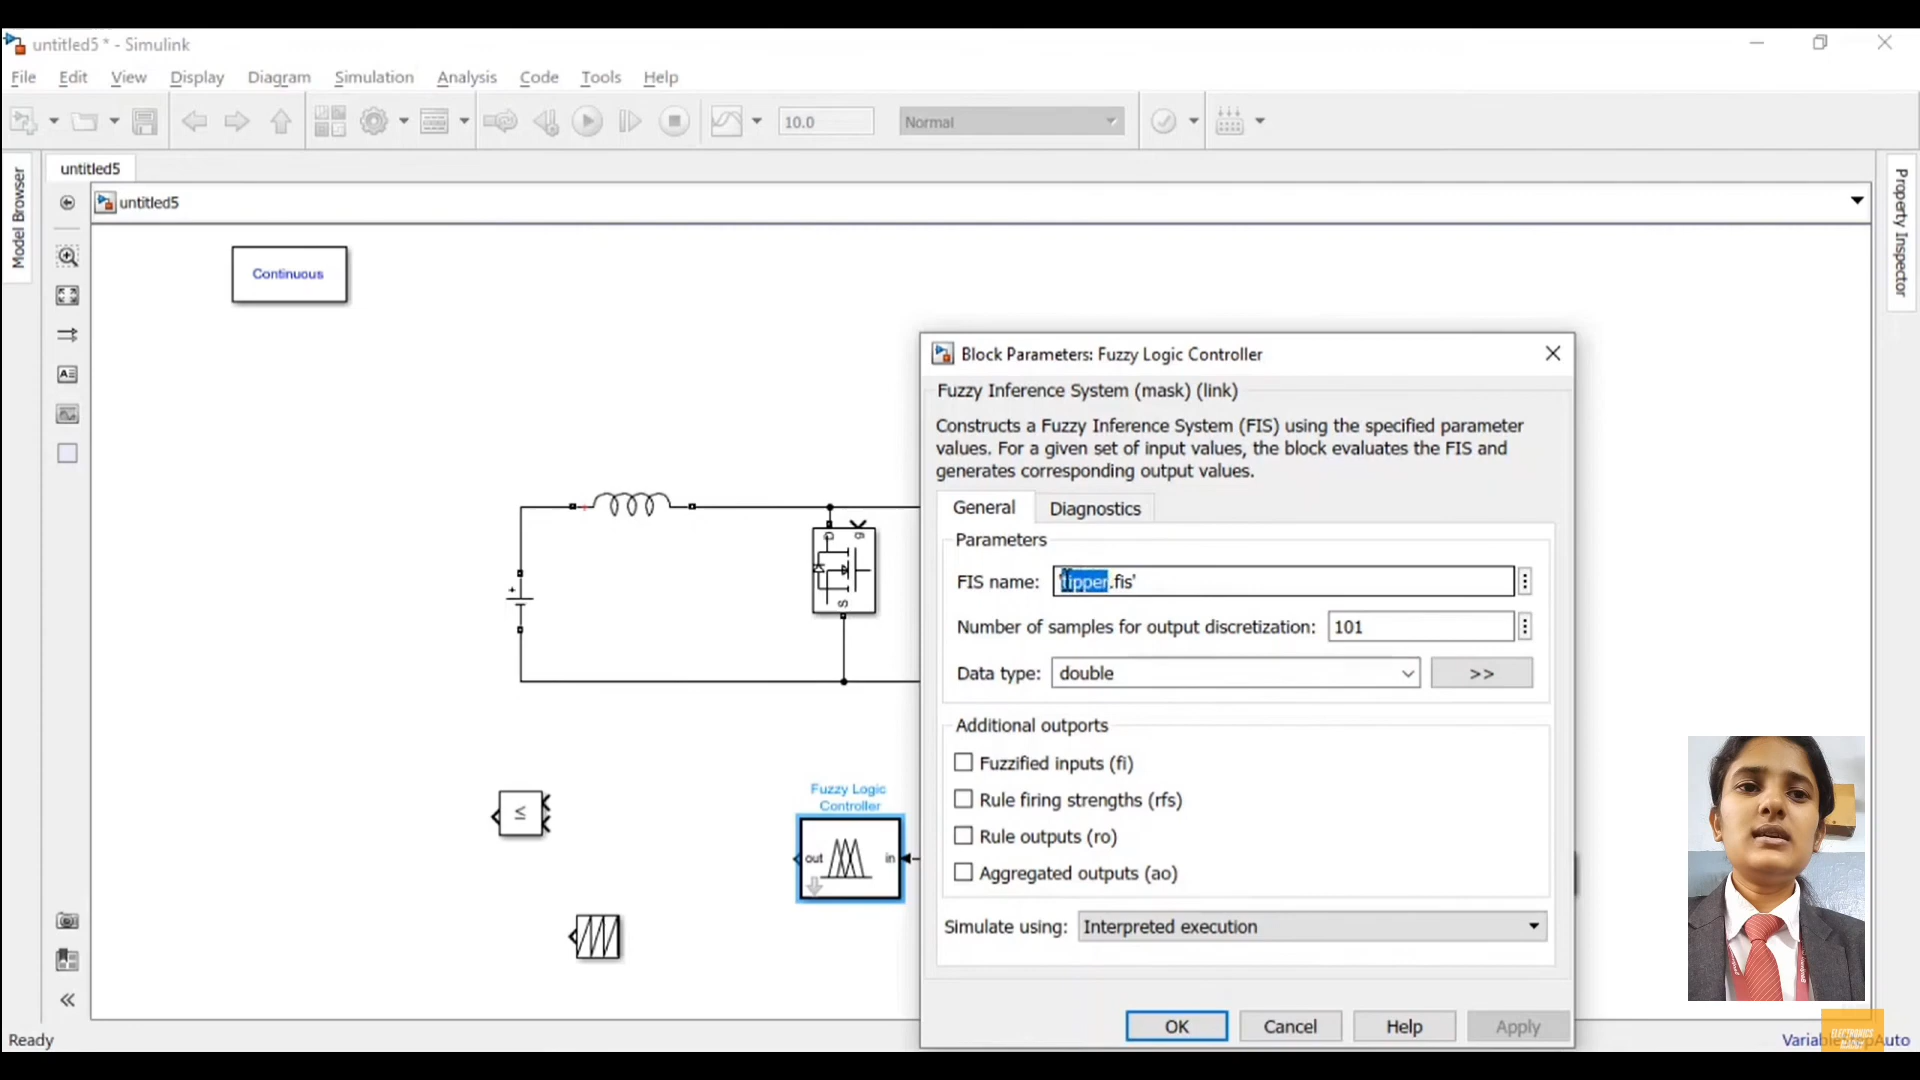 untitled5 * - Simulink
File Edit View Display Diagram Simulation Analysis Code Tools Help
10.0
Normal
untitled5
untitled5
Model Browser
Property Inspector
Continuous
Block Parameters: Fuzzy Logic Controller
Fuzzy Inference System (mask) (link)
Constructs a Fuzzy Inference System (FIS) using the specified parameter
values. For a given set of input values, the block evaluates the FIS and
generates corresponding output values.
General Diagnostics
Parameters
FIS name: 'tipper.fis'
Number of samples for output discretization: 101
Data type: double >>
Additional outports
Fuzzified inputs (fi)
Rule firing strengths (rfs)
Rule outputs (ro)
Aggregated outputs (ao)
Simulate using: Interpreted execution
OK Cancel Help Apply
+
D g
S
≤
Fuzzy Logic
Controller
out in
Ready